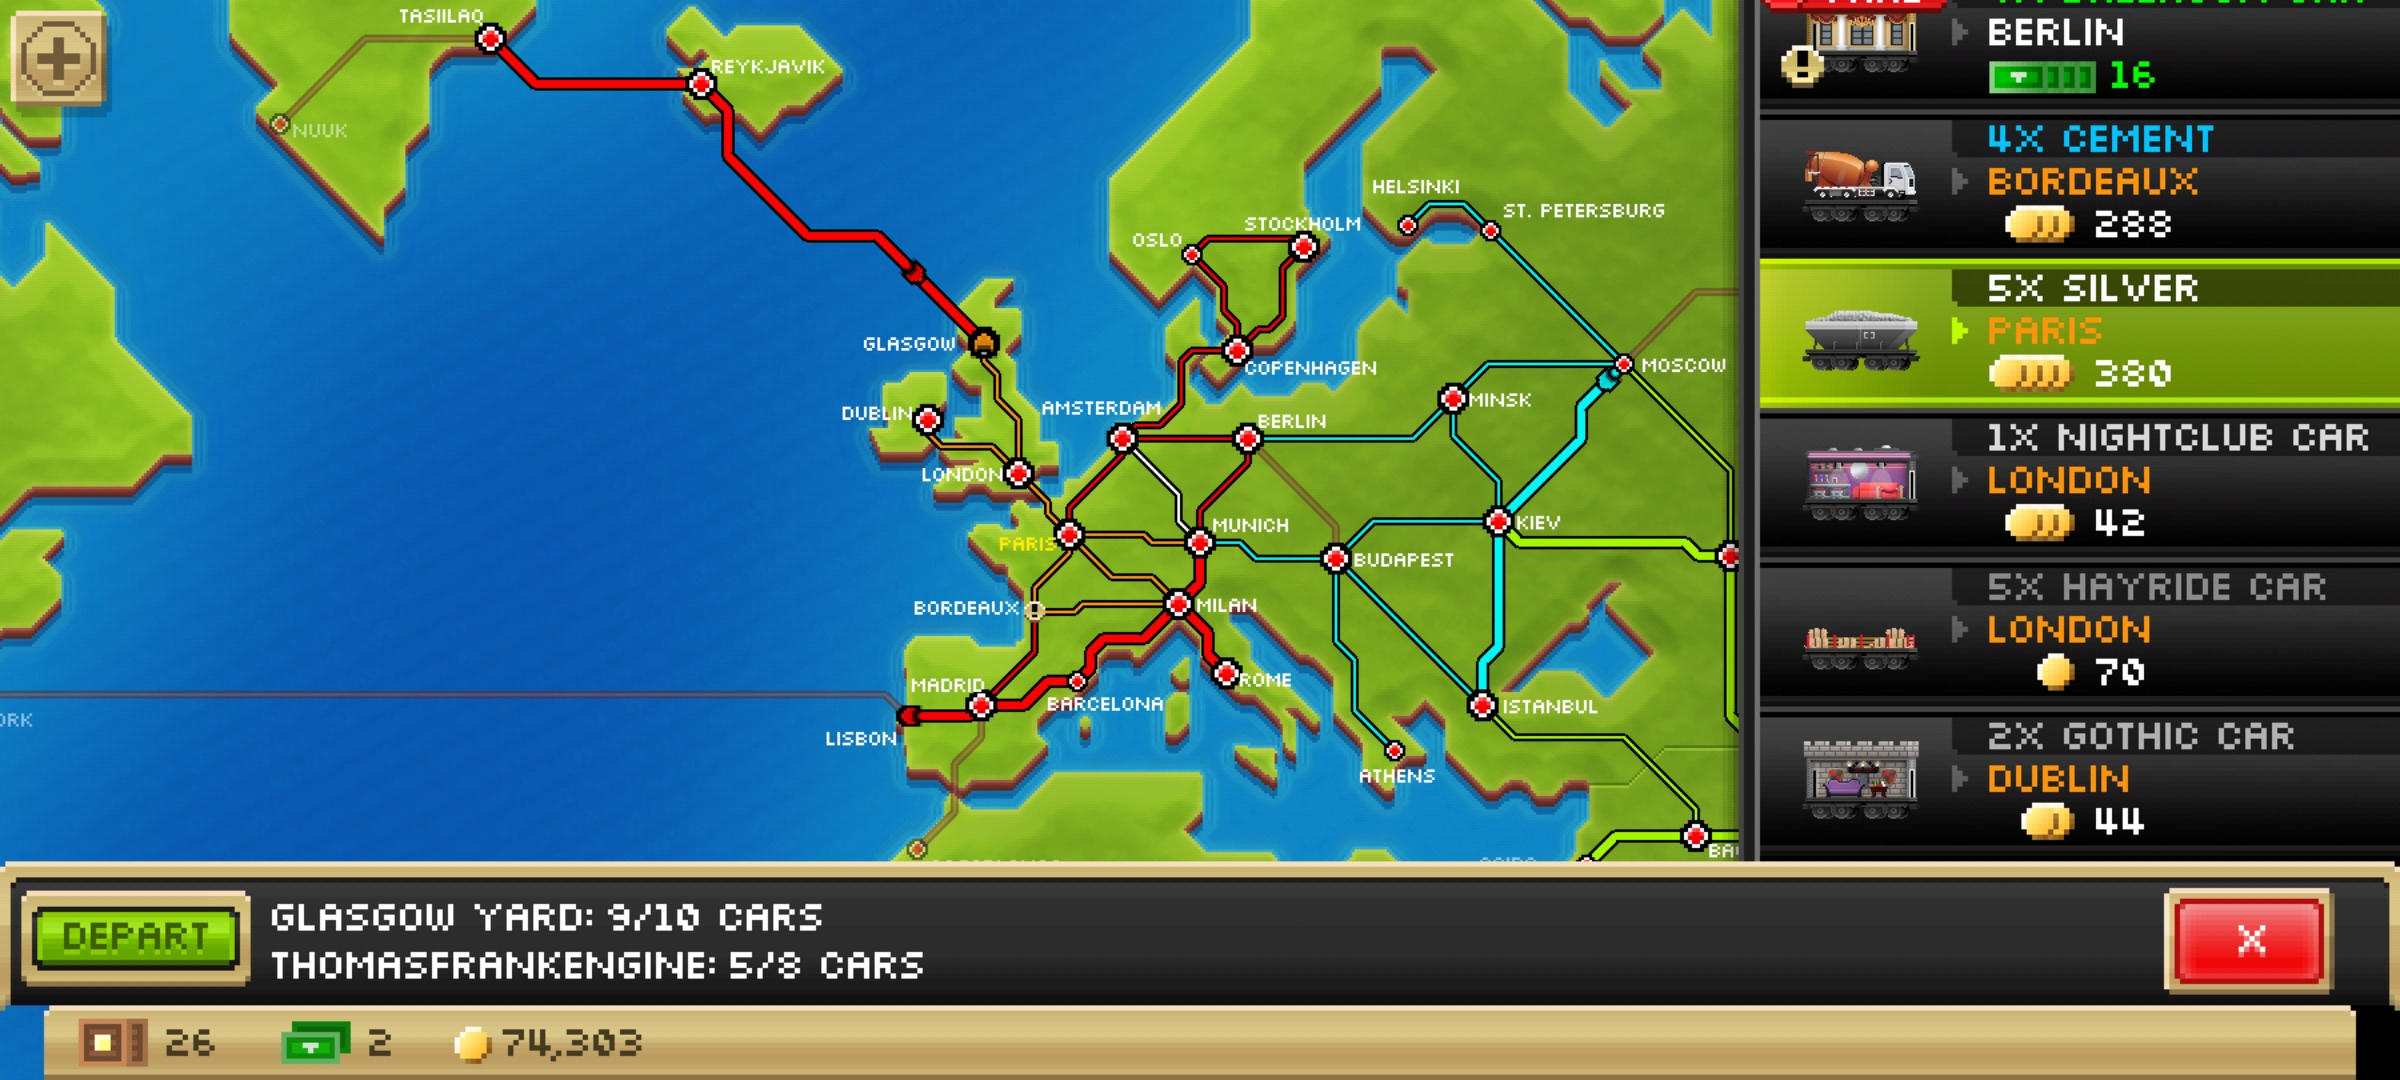 TASIILAQ
REYKJAVIK
NUUK
HELSINKI
ST. PETERSBURG
STOCKHOLM
OSLO
GLASGOW
COPENHAGEN
MOSCOW
DUBLIN
AMSTERDAM
BERLIN
MINSK
LONDON
PARIS
MUNICH
KIEV
BUDAPEST
BORDEAUX
MILAN
MADRID
ROME
BARCELONA
ISTANBUL
LISBON
ATHENS
BERLIN
16
4X CEMENT
BORDEAUX
288
5X SILVER
PARIS
380
1X NIGHTCLUB CAR
LONDON
42
5X HAYRIDE CAR
LONDON
70
2X GOTHIC CAR
DUBLIN
44
DEPART
GLASGOW YARD: 9/10 CARS
THOMASFRANKENGINE: 5/8 CARS
X
26
2
74,303